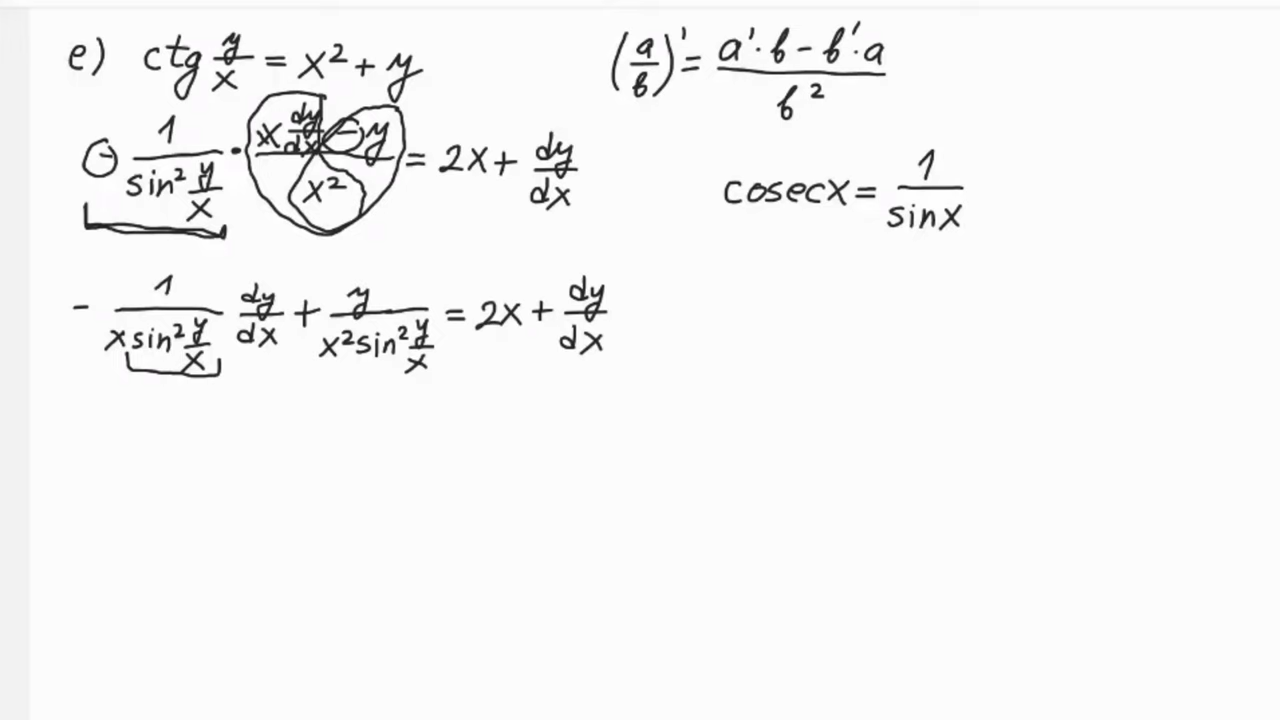 e) ctg y/x = x² + y
(a/b)' = (a'·b - b'·a)/b²
- 1/(sin² y/x) · (x dy/dx - y)/x² = 2x + dy/dx
cosecx = 1/sinx
- 1/(x sin² y/x) dy/dx + y/(x² sin² y/x) = 2x + dy/dx